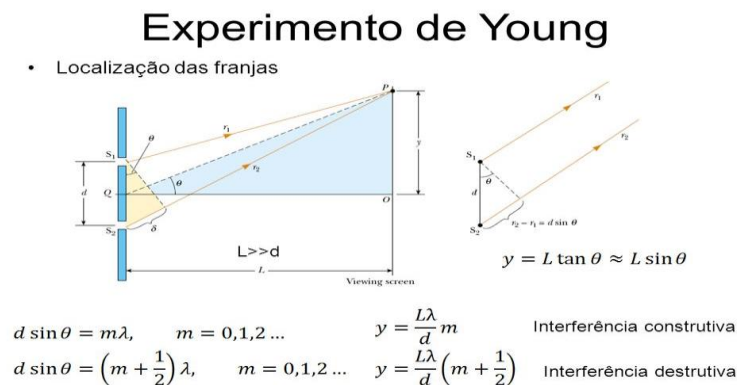 Experimento de Young
• Localização das franjas
P
θ
r₁
S₁
r₂
y
d
Q
θ
O
S₂
δ
L>>d
L
Viewing screen
r₁
r₂
S₁
θ
d
S₂
r₂ − r₁ = d sin θ
y = L tan θ ≈ L sin θ
d sin θ = mλ, m = 0,1,2 ... y = Lλ/d m Interferência construtiva
d sin θ = (m + 1/2) λ, m = 0,1,2 ... y = Lλ/d (m + 1/2) Interferência destrutiva